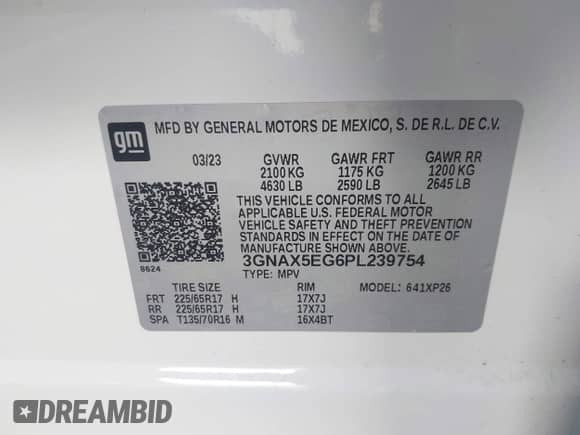 gm
MFD BY GENERAL MOTORS DE MEXICO, S. DE R.L. DE C.V.
03/23 GVWR GAWR FRT GAWR RR
2100 KG 1175 KG 1200 KG
4630 LB 2590 LB 2645 LB
THIS VEHICLE CONFORMS TO ALL
APPLICABLE U.S. FEDERAL MOTOR
VEHICLE SAFETY AND THEFT PREVENTION
STANDARDS IN EFFECT ON THE DATE OF
MANUFACTURE SHOWN ABOVE.
8624 3GNAX5EG6PL239754
TYPE: MPV
TIRE SIZE RIM MODEL: 641XP26
FRT 225/65R17 H 17X7J
RR 225/65R17 H 17X7J
SPA T135/70R16 M 16X4BT
DREAMBID